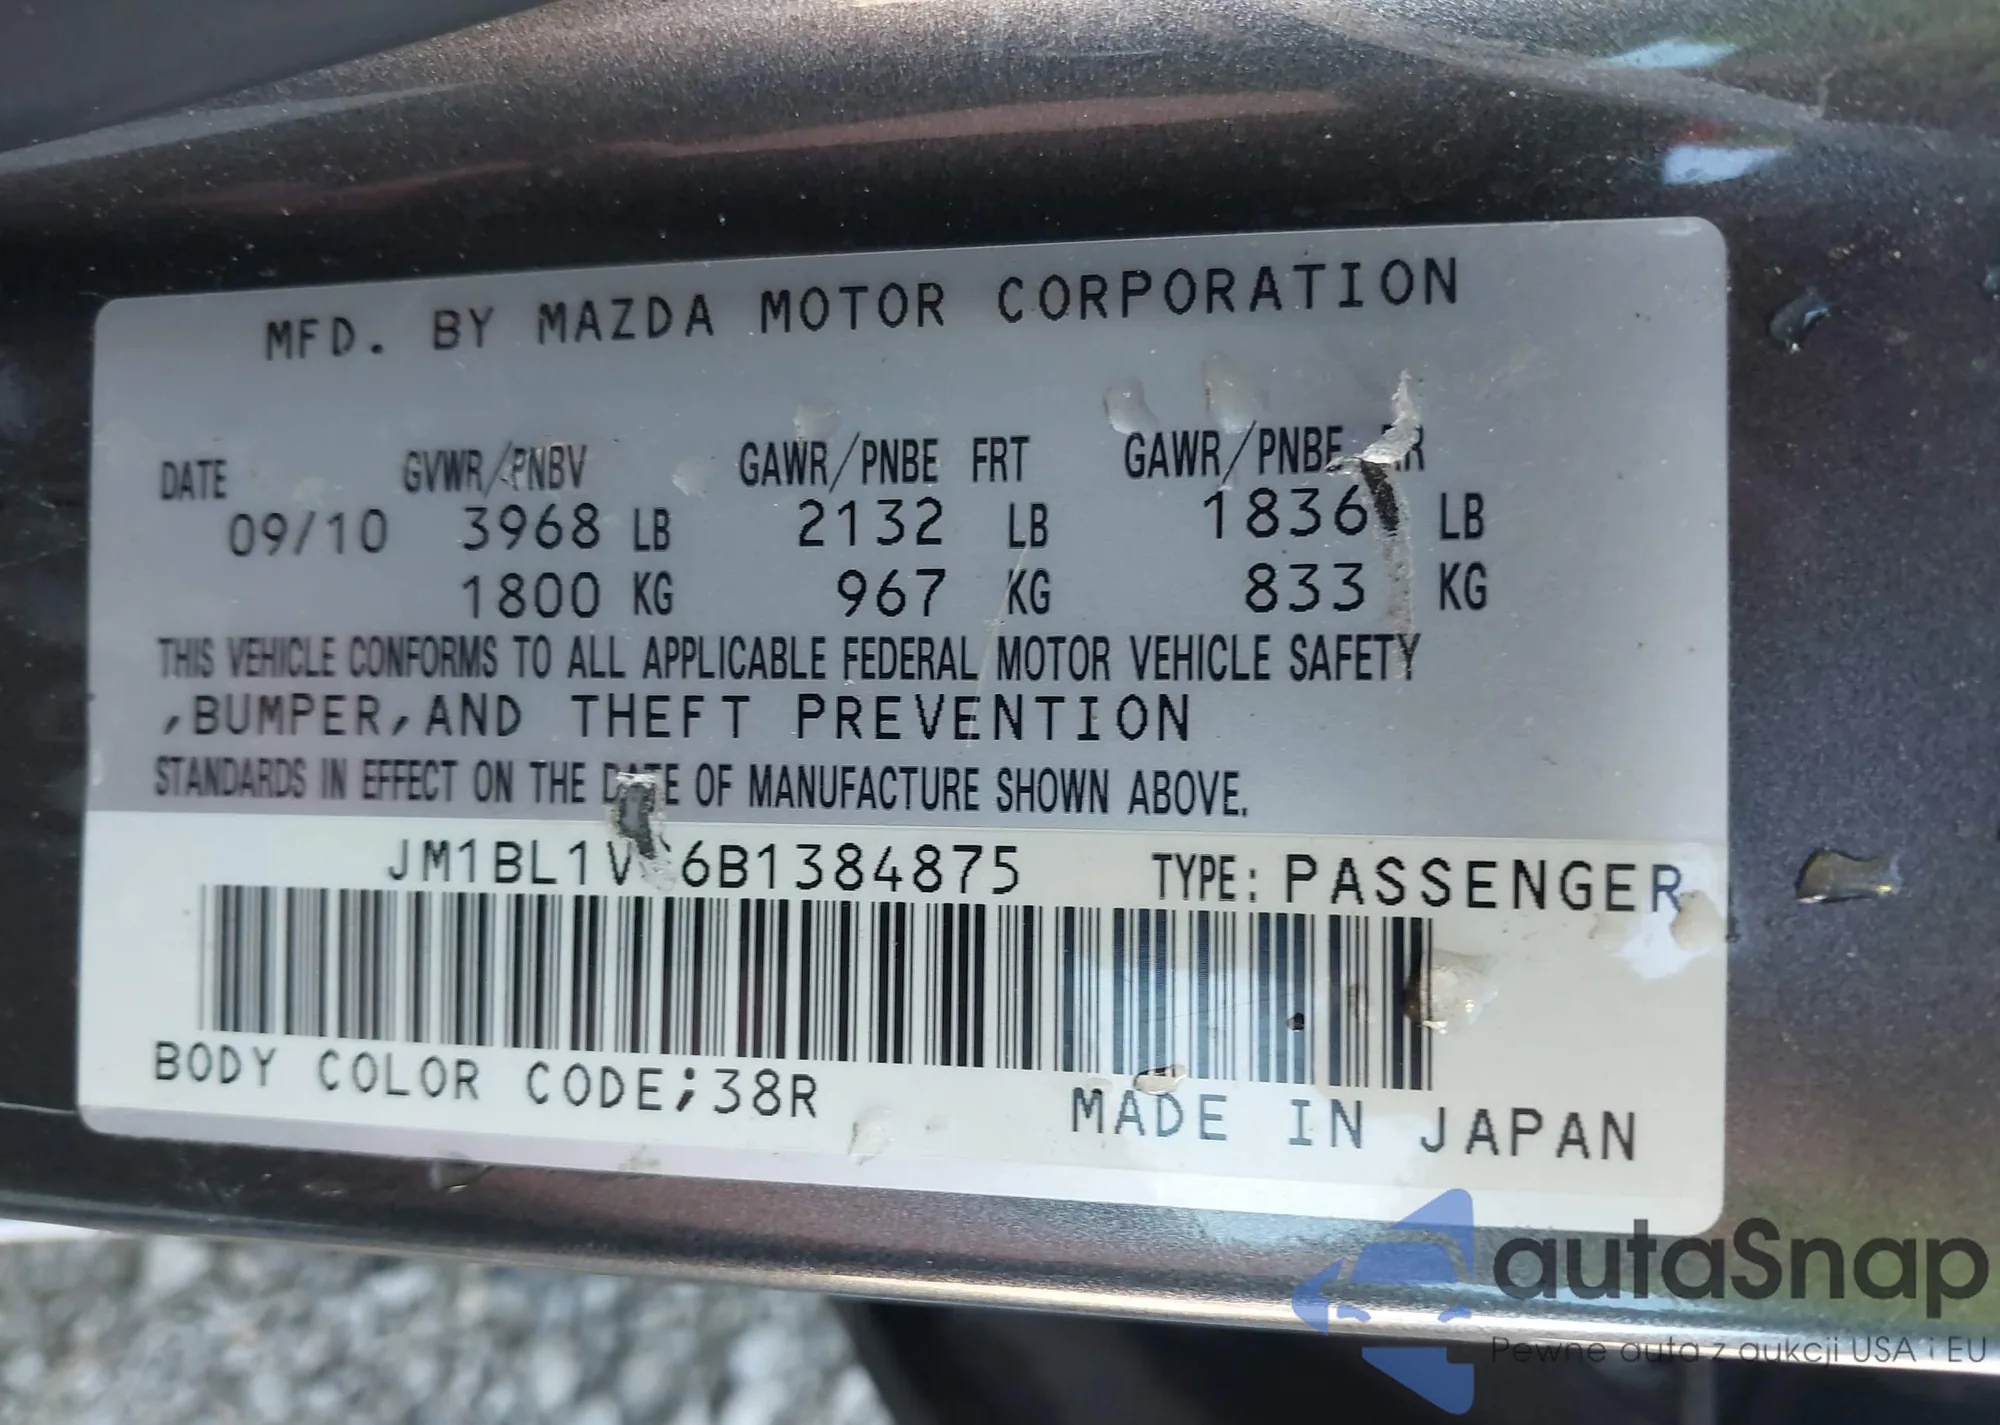 MFD. BY MAZDA MOTOR CORPORATION
DATE GVWR/PNBV GAWR/PNBE FRT GAWR/PNBE RR
09/10 3968 LB 2132 LB 1836 LB
1800 KG 967 KG 833 KG
THIS VEHICLE CONFORMS TO ALL APPLICABLE FEDERAL MOTOR VEHICLE SAFETY
,BUMPER,AND THEFT PREVENTION
STANDARDS IN EFFECT ON THE DATE OF MANUFACTURE SHOWN ABOVE.
TYPE: PASSENGER
BODY COLOR CODE;38R
MADE IN JAPAN
autaSnap
Pewne auta z aukcji USA i EU